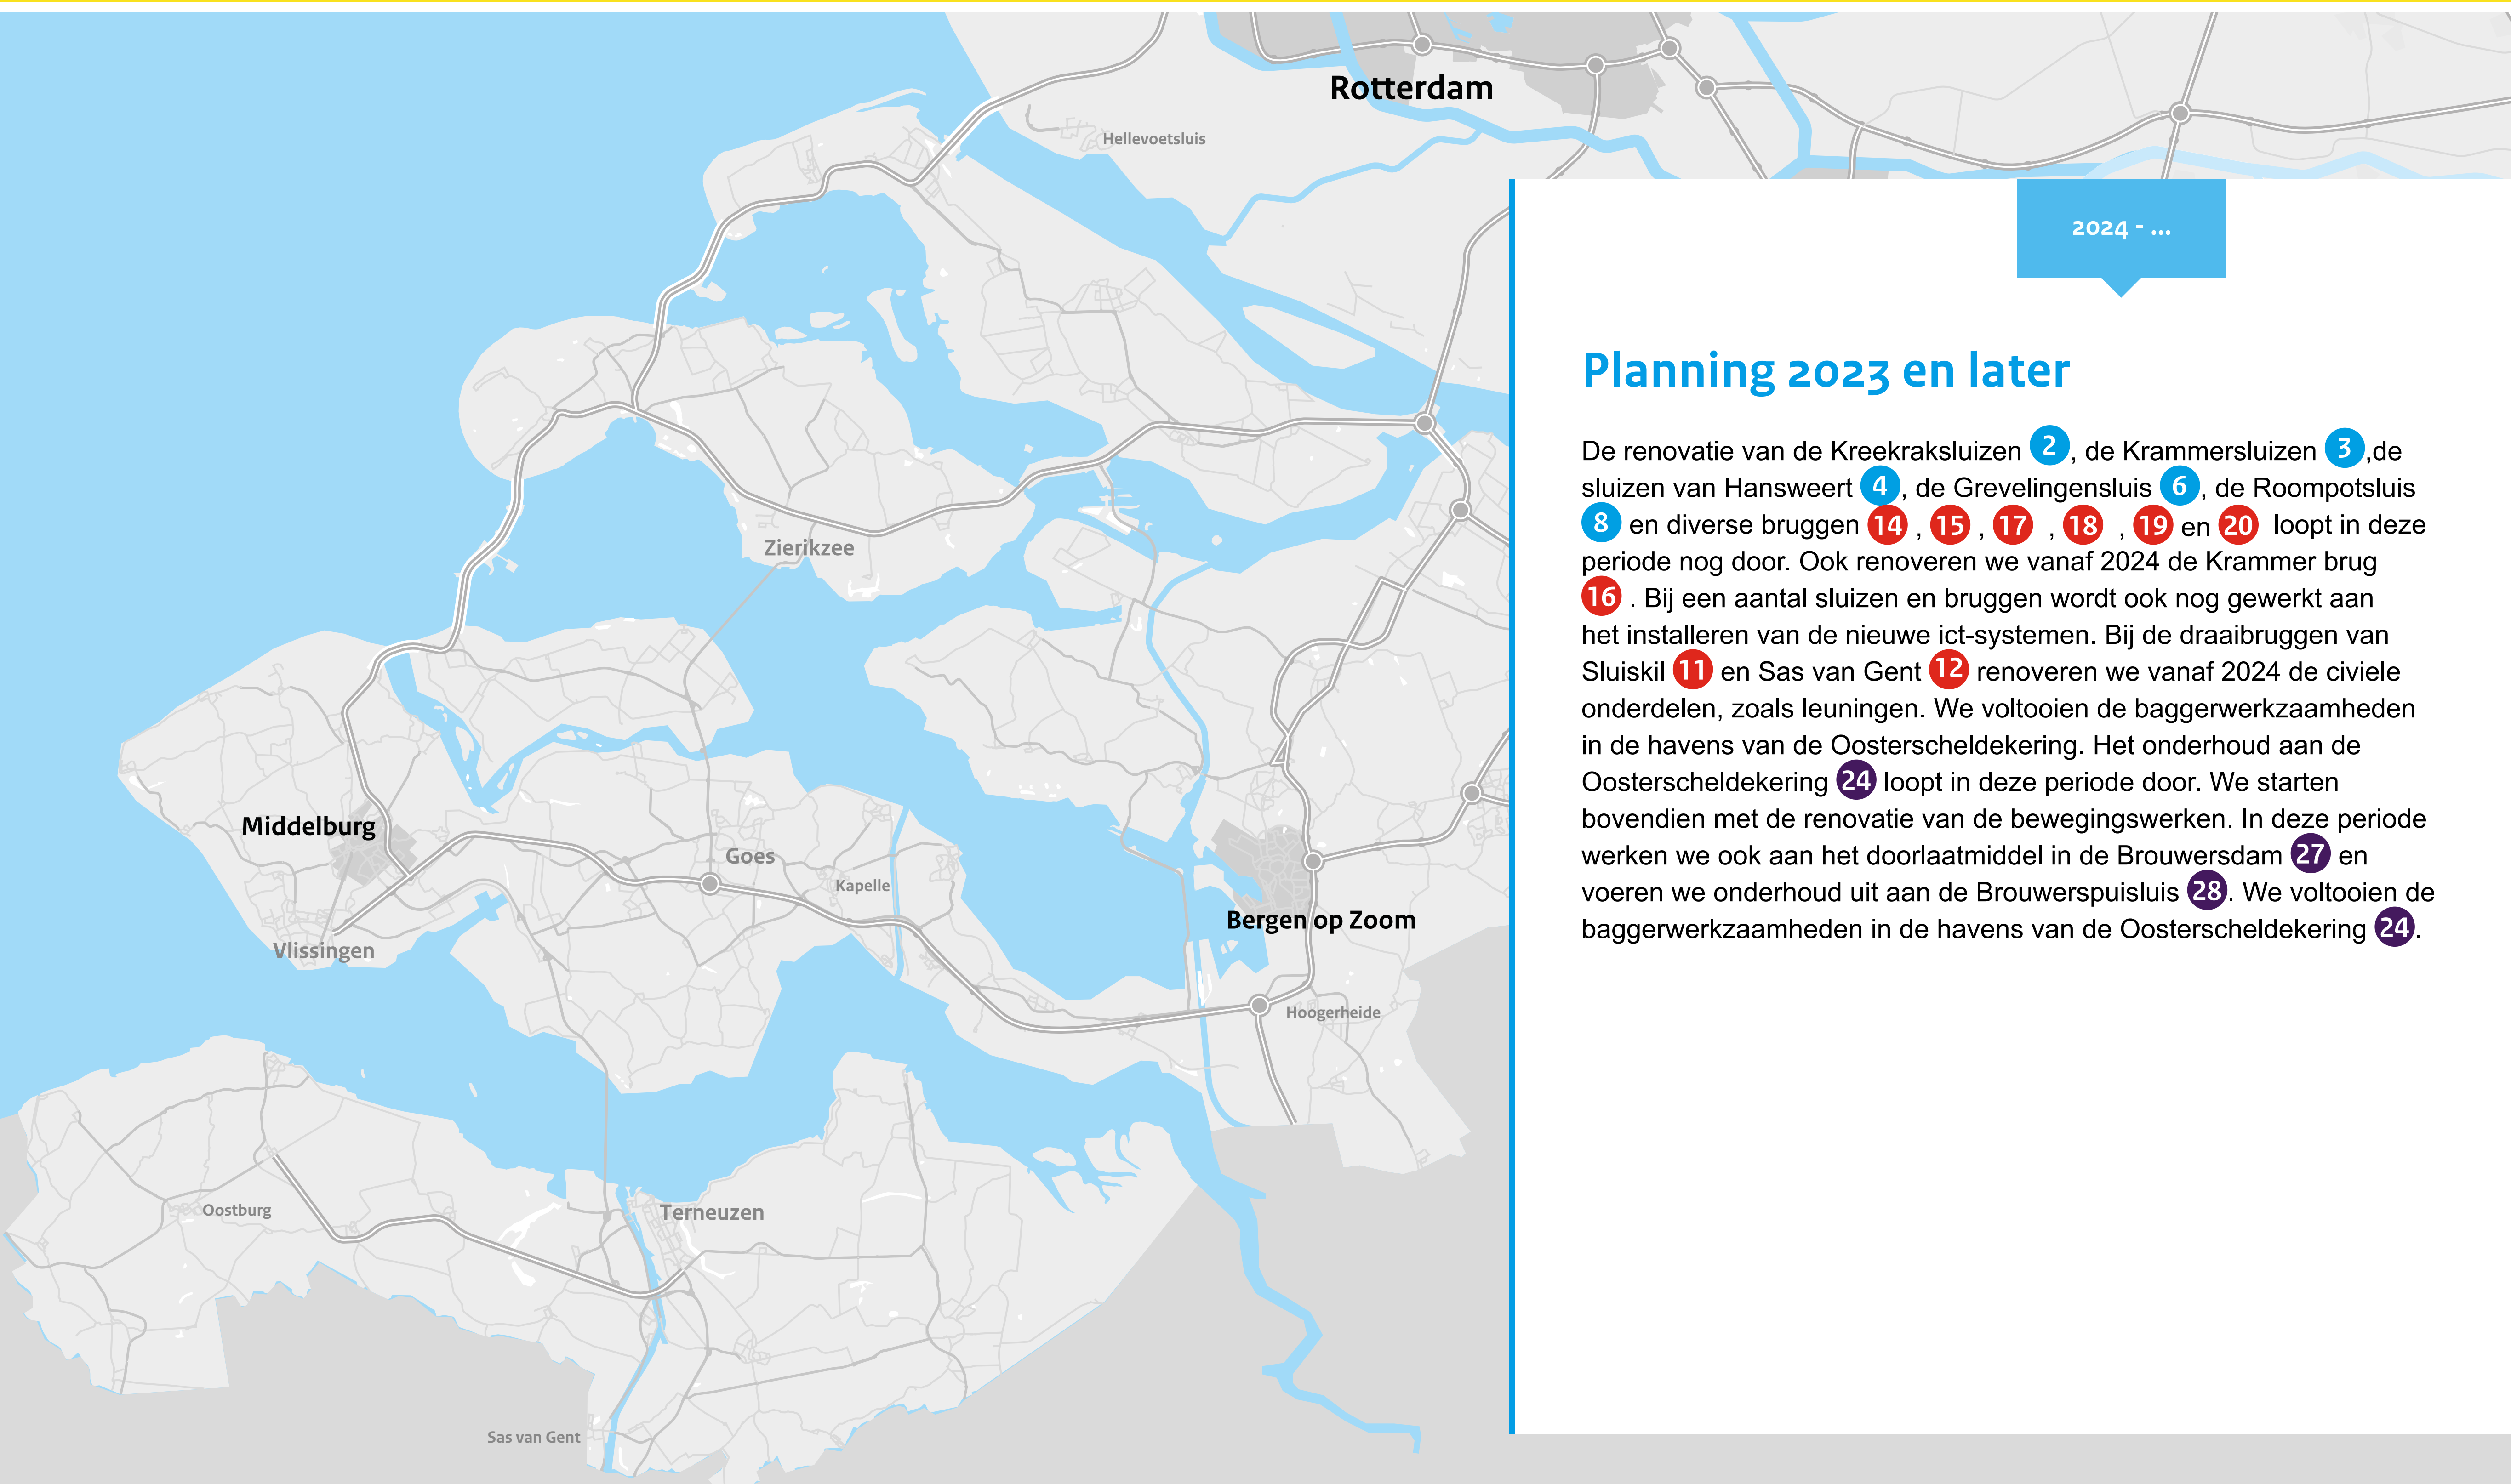 Rotterdam
Hellevoetsluis
2024 - ...
Planning 2023 en later
De renovatie van de Kreekraksluizen 2, de Krammersluizen 3,de
sluizen van Hansweert 4, de Grevelingensluis 6, de Roompotsluis
8 en diverse bruggen 14 , 15 , 17 , 18 , 19 en 20 loopt in deze
periode nog door. Ook renoveren we vanaf 2024 de Krammer brug
16 . Bij een aantal sluizen en bruggen wordt ook nog gewerkt aan
het installeren van de nieuwe ict-systemen. Bij de draaibruggen van
Sluiskil 11 en Sas van Gent 12 renoveren we vanaf 2024 de civiele
onderdelen, zoals leuningen. We voltooien de baggerwerkzaamheden
in de havens van de Oosterscheldekering. Het onderhoud aan de
Oosterscheldekering 24 loopt in deze periode door. We starten
bovendien met de renovatie van de bewegingswerken. In deze periode
werken we ook aan het doorlaatmiddel in de Brouwersdam 27 en
voeren we onderhoud uit aan de Brouwerspuisluis 28. We voltooien de
baggerwerkzaamheden in de havens van de Oosterscheldekering 24.
Zierikzee
Middelburg
Goes
Kapelle
Bergen op Zoom
Vlissingen
Hoogerheide
Oostburg
Terneuzen
Sas van Gent